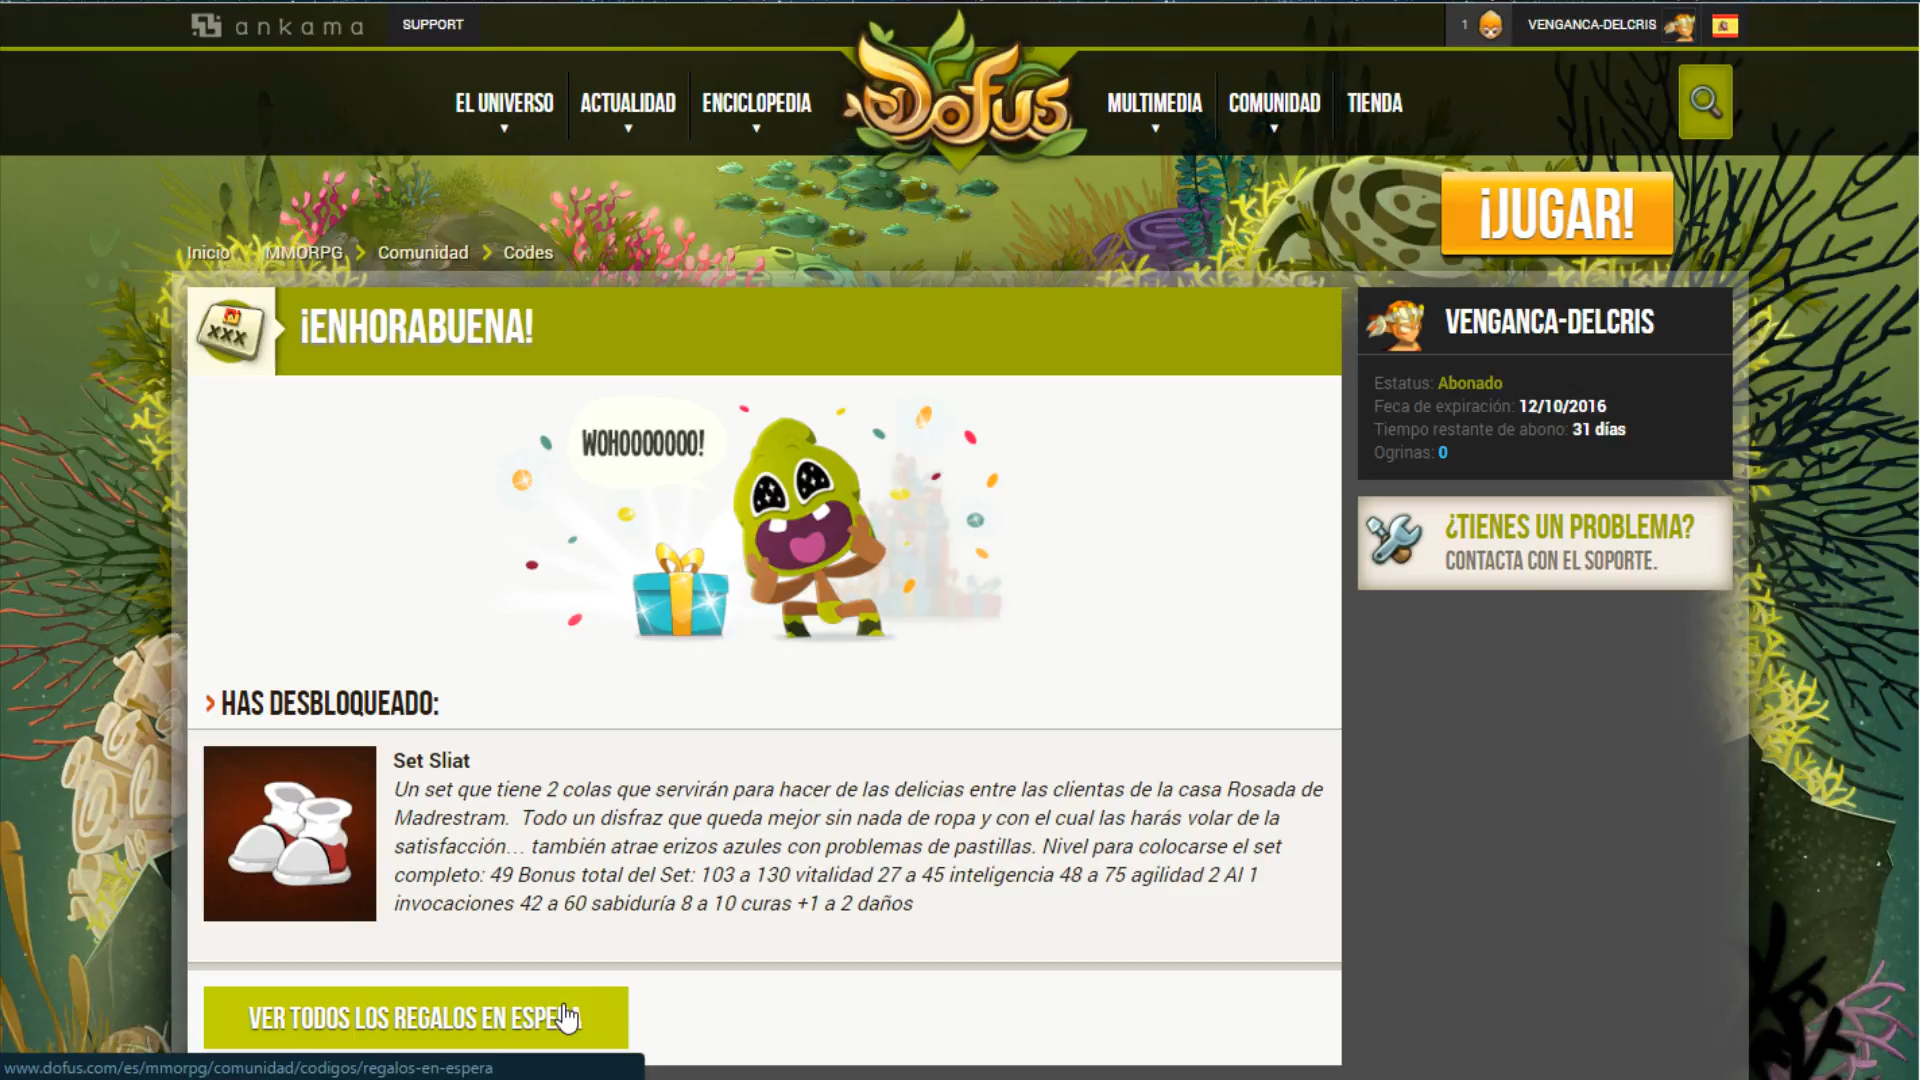 ankama
SUPPORT
1
VENGANCA-DELCRIS
EL UNIVERSO
ACTUALIDAD
ENCICLOPEDIA
DOFUS
MULTIMEDIA
COMUNIDAD
TIENDA
¡JUGAR!
Inicio
MMORPG
Comunidad
Codes
XXX
¡ENHORABUENA!
WOHOOOOOOO!
HAS DESBLOQUEADO:
Set Sliat
Un set que tiene 2 colas que servirán para hacer de las delicias entre las clientas de la casa Rosada de
Madrestram. Todo un disfraz que queda mejor sin nada de ropa y con el cual las harás volar de la
satisfacción... también atrae erizos azules con problemas de pastillas. Nivel para colocarse el set
completo: 49 Bonus total del Set: 103 a 130 vitalidad 27 a 45 inteligencia 48 a 75 agilidad 2 Al 1
invocaciones 42 a 60 sabiduría 8 a 10 curas +1 a 2 daños
VER TODOS LOS REGALOS EN ESPERA
VENGANCA-DELCRIS
Estatus: Abonado
Feca de expiración: 12/10/2016
Tiempo restante de abono: 31 días
Ogrinas: 0
¿TIENES UN PROBLEMA?
CONTACTA CON EL SOPORTE.
www.dofus.com/es/mmorpg/comunidad/codigos/regalos-en-espera